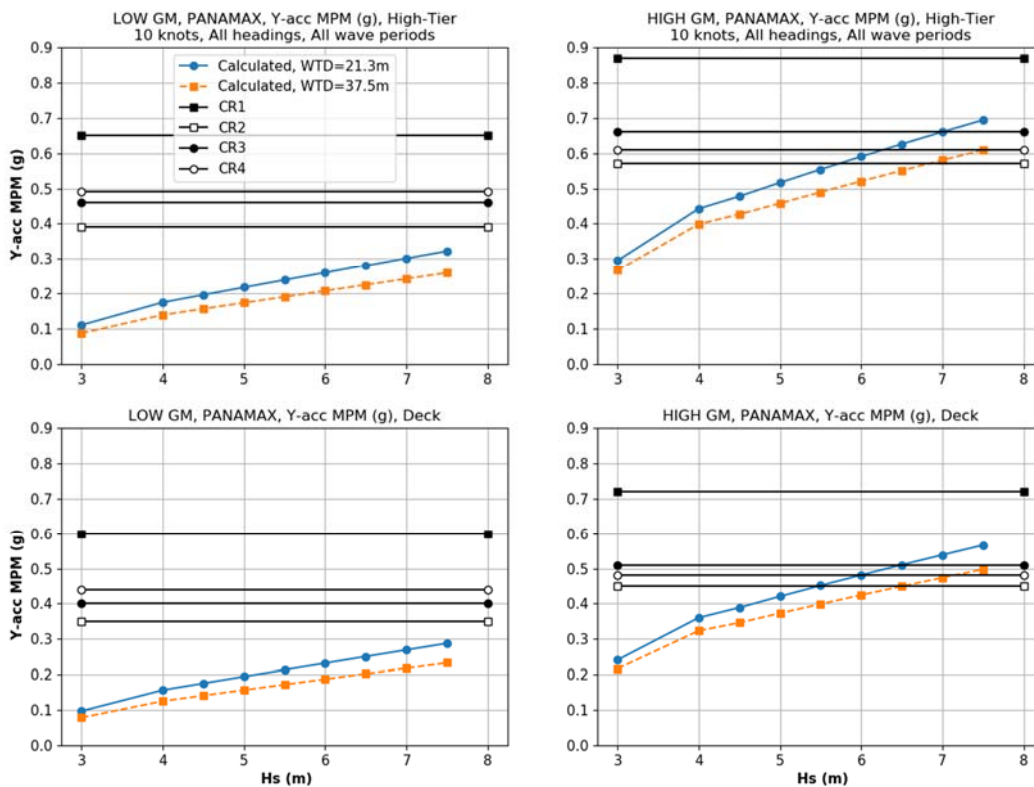 LOW GM, PANAMAX, Y-acc MPM (g), High-Tier
10 knots, All headings, All wave periods
Y-acc MPM (g)
0.9
0.8
0.7
0.6
0.5
0.4
0.3
0.2
0.1
0.0
Calculated, WTD=21.3m
Calculated, WTD=37.5m
CR1
CR2
CR3
CR4
3 4 5 6 7 8
HIGH GM, PANAMAX, Y-acc MPM (g), High-Tier
10 knots, All headings, All wave periods
0.9
0.8
0.7
0.6
0.5
0.4
0.3
0.2
0.1
0.0
3 4 5 6 7 8
LOW GM, PANAMAX, Y-acc MPM (g), Deck
Y-acc MPM (g)
0.9
0.8
0.7
0.6
0.5
0.4
0.3
0.2
0.1
0.0
3 4 5 6 7 8
Hs (m)
HIGH GM, PANAMAX, Y-acc MPM (g), Deck
0.9
0.8
0.7
0.6
0.5
0.4
0.3
0.2
0.1
0.0
3 4 5 6 7 8
Hs (m)